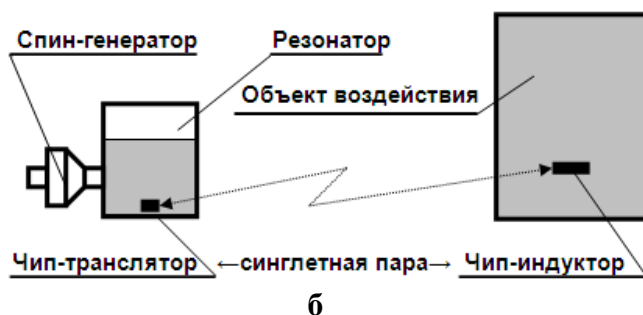 Спин-генератор
Резонатор
Объект воздействия
Чип-транслятор ←синглетная пара→ Чип-индуктор
б